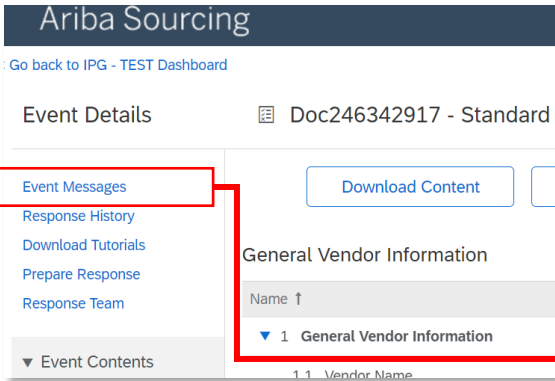 Ariba Sourcing
Go back to IPG - TEST Dashboard
Event Details
Doc246342917 - Standard
Event Messages
Response History
Download Tutorials
Prepare Response
Response Team
▼ Event Contents
Download Content
General Vendor Information
Name ↑
▼ 1 General Vendor Information
1.1 Vendor Name